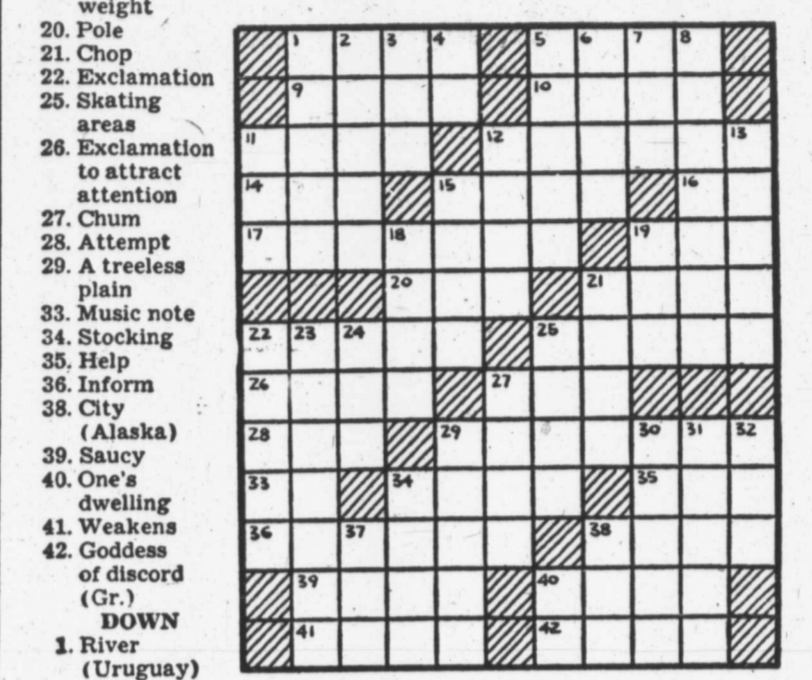 weight
20. Pole
21. Chop
22. Exclamation
25. Skating
areas
26. Exclamation
to attract
attention
27. Chum
28. Attempt
29. A treeless
plain
33. Music note
34. Stocking
35. Help
36. Inform
38. City
(Alaska)
39. Saucy
40. One's
dwelling
41. Weakens
42. Goddess
of discord
(Gr.)
DOWN
1. River
(Uruguay)
1 2 3 4 5 6 7 8
9 10
11 12 13
14 15 16
17 18 19
20 21
22 23 24 25
26 27
28 29 30 31 32
33 34 35
36 37 38
39 40
41 42